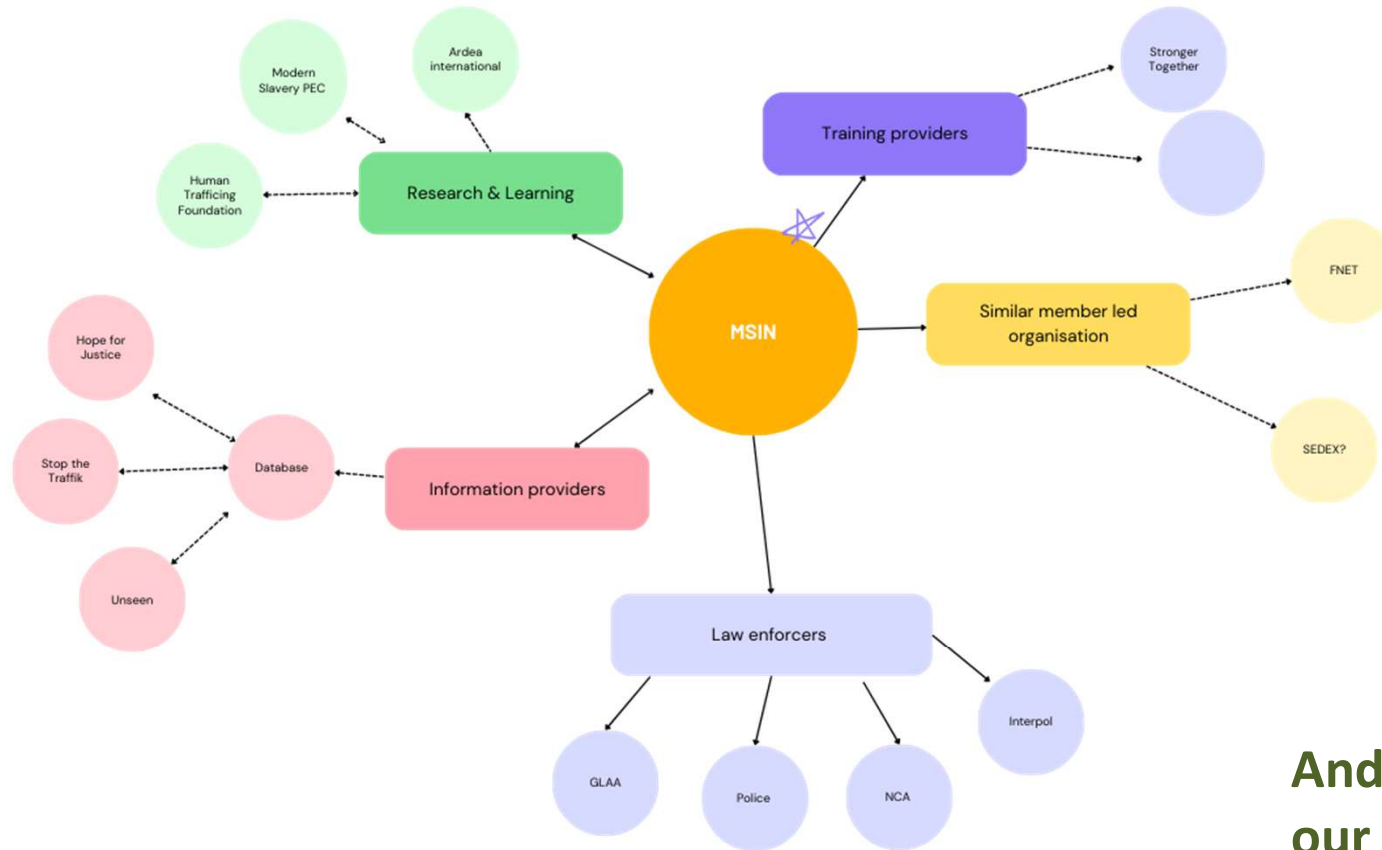 Ardea
international
Modern
Slavery PEC
Human
Trafficing
Foundation
Research & Learning
Stronger
Together
Training providers
MSIN
Similar member led
organisation
FNET
SEDEX?
Hope for
Justice
Stop the
Traffik
Database
Unseen
Information providers
Law enforcers
GLAA
Police
NCA
Interpol
And
our